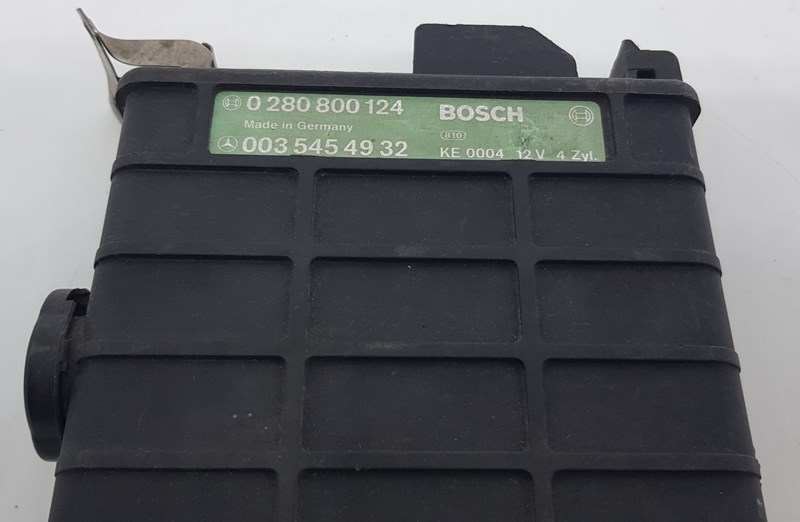 0 280 800 124 BOSCH
Made in Germany 810
003 545 49 32 KE 0004 12 V 4 Zyl.